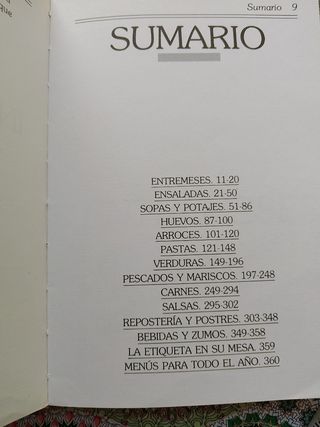 que
Sumario 9
SUMARIO
ENTREMESES. 11-20
ENSALADAS. 21-50
SOPAS Y POTAJES. 51-86
HUEVOS. 87-100
ARROCES. 101-120
PASTAS. 121-148
VERDURAS. 149-196
PESCADOS Y MARISCOS. 197-248
CARNES. 249-294
SALSAS. 295-302
REPOSTERÍA Y POSTRES. 303-348
BEBIDAS Y ZUMOS. 349-358
LA ETIQUETA EN SU MESA. 359
MENÚS PARA TODO EL AÑO. 360